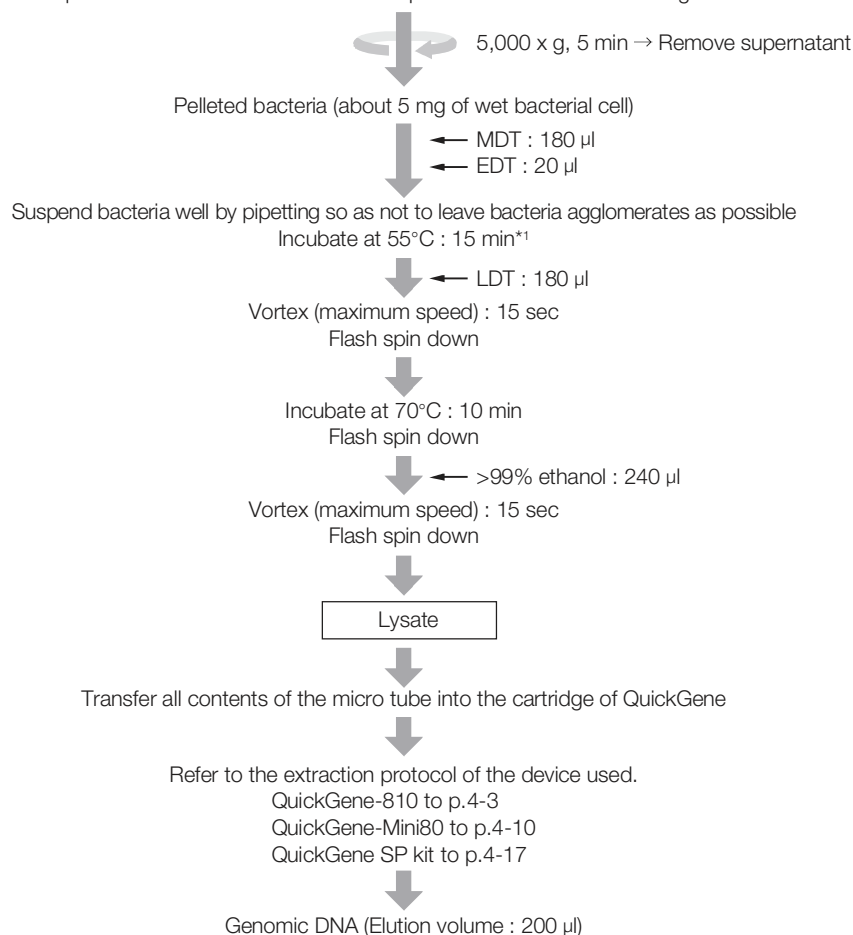 5,000 x g, 5 min → Remove supernatant
Pelleted bacteria (about 5 mg of wet bacterial cell)
MDT : 180 µl
EDT : 20 µl
Suspend bacteria well by pipetting so as not to leave bacteria agglomerates as possible
Incubate at 55°C : 15 min*1
LDT : 180 µl
Vortex (maximum speed) : 15 sec
Flash spin down
Incubate at 70°C : 10 min
Flash spin down
>99% ethanol : 240 µl
Vortex (maximum speed) : 15 sec
Flash spin down
Lysate
Transfer all contents of the micro tube into the cartridge of QuickGene
Refer to the extraction protocol of the device used.
QuickGene-810 to p.4-3
QuickGene-Mini80 to p.4-10
QuickGene SP kit to p.4-17
Genomic DNA (Elution volume : 200 µl)